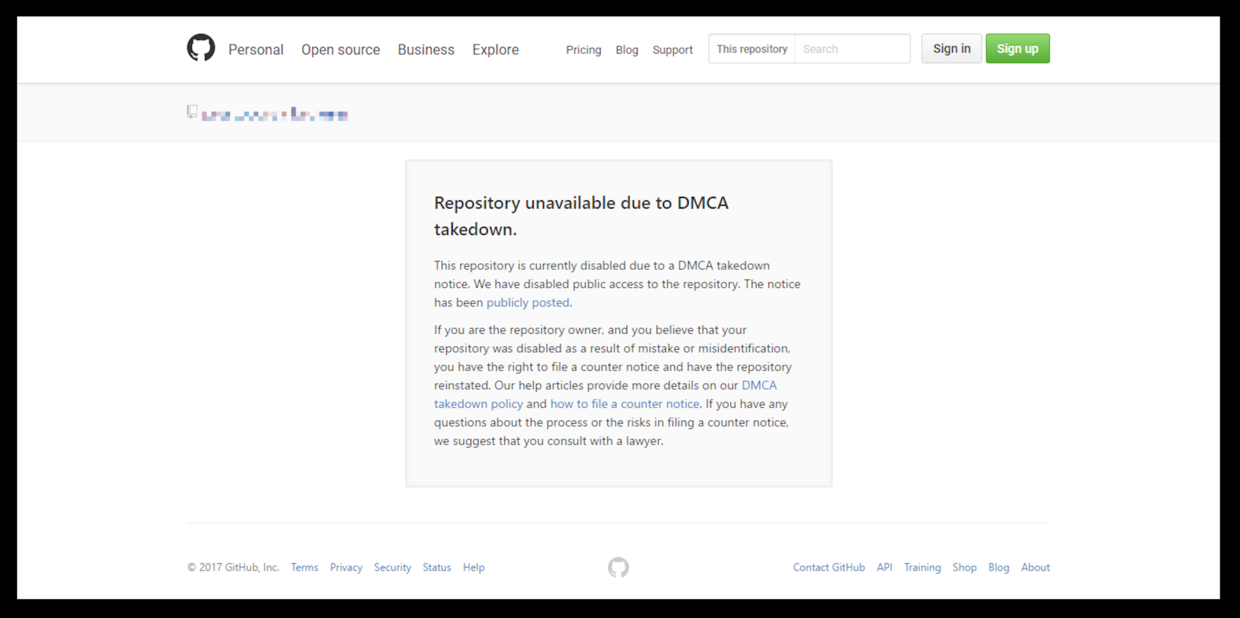 Personal Open source Business Explore Pricing Blog Support This repository Search Sign in Sign up
Repository unavailable due to DMCA
takedown.
This repository is currently disabled due to a DMCA takedown
notice. We have disabled public access to the repository. The notice
has been publicly posted.
If you are the repository owner, and you believe that your
repository was disabled as a result of mistake or misidentification,
you have the right to file a counter notice and have the repository
reinstated. Our help articles provide more details on our DMCA
takedown policy and how to file a counter notice. If you have any
questions about the process or the risks in filing a counter notice,
we suggest that you consult with a lawyer.
© 2017 GitHub, Inc. Terms Privacy Security Status Help Contact GitHub API Training Shop Blog About